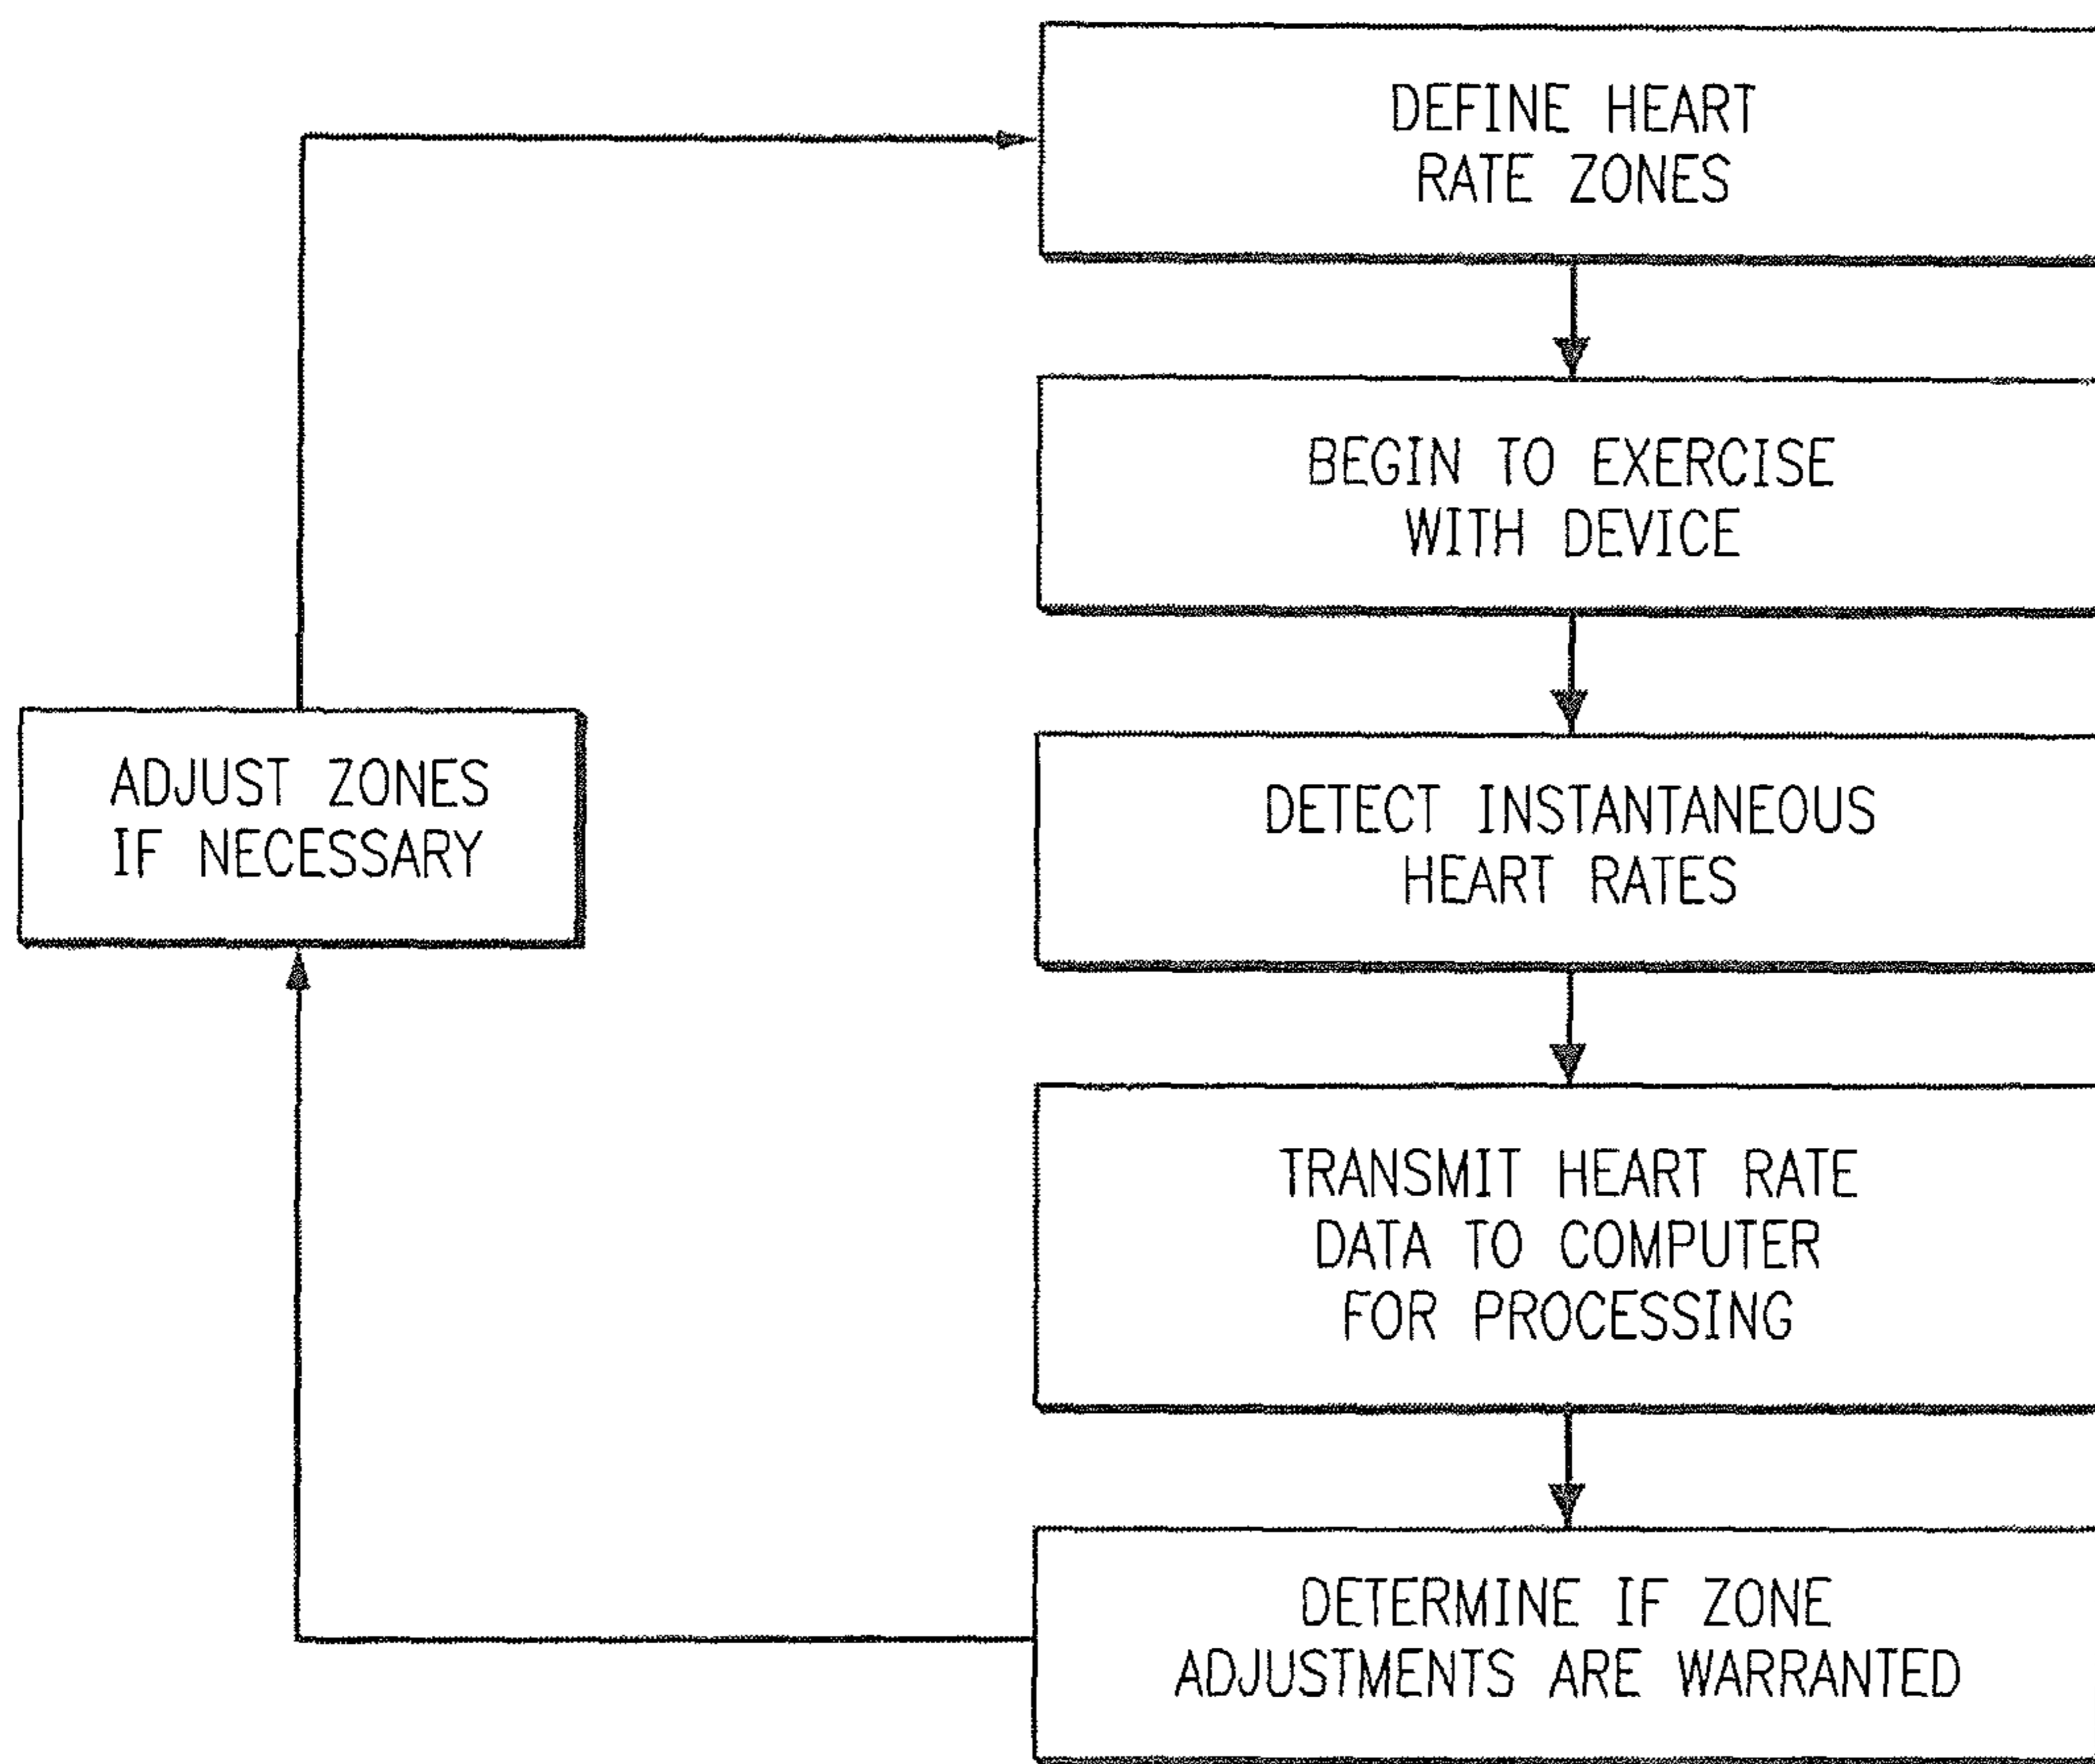 DEFINE HEART
RATE ZONES
BEGIN TO EXERCISE
WITH DEVICE
ADJUST ZONES
IF NECESSARY
DETECT INSTANTANEOUS
HEART RATES
TRANSMIT HEART RATE
DATA TO COMPUTER
FOR PROCESSING
DETERMINE IF ZONE
ADJUSTMENTS ARE WARRANTED